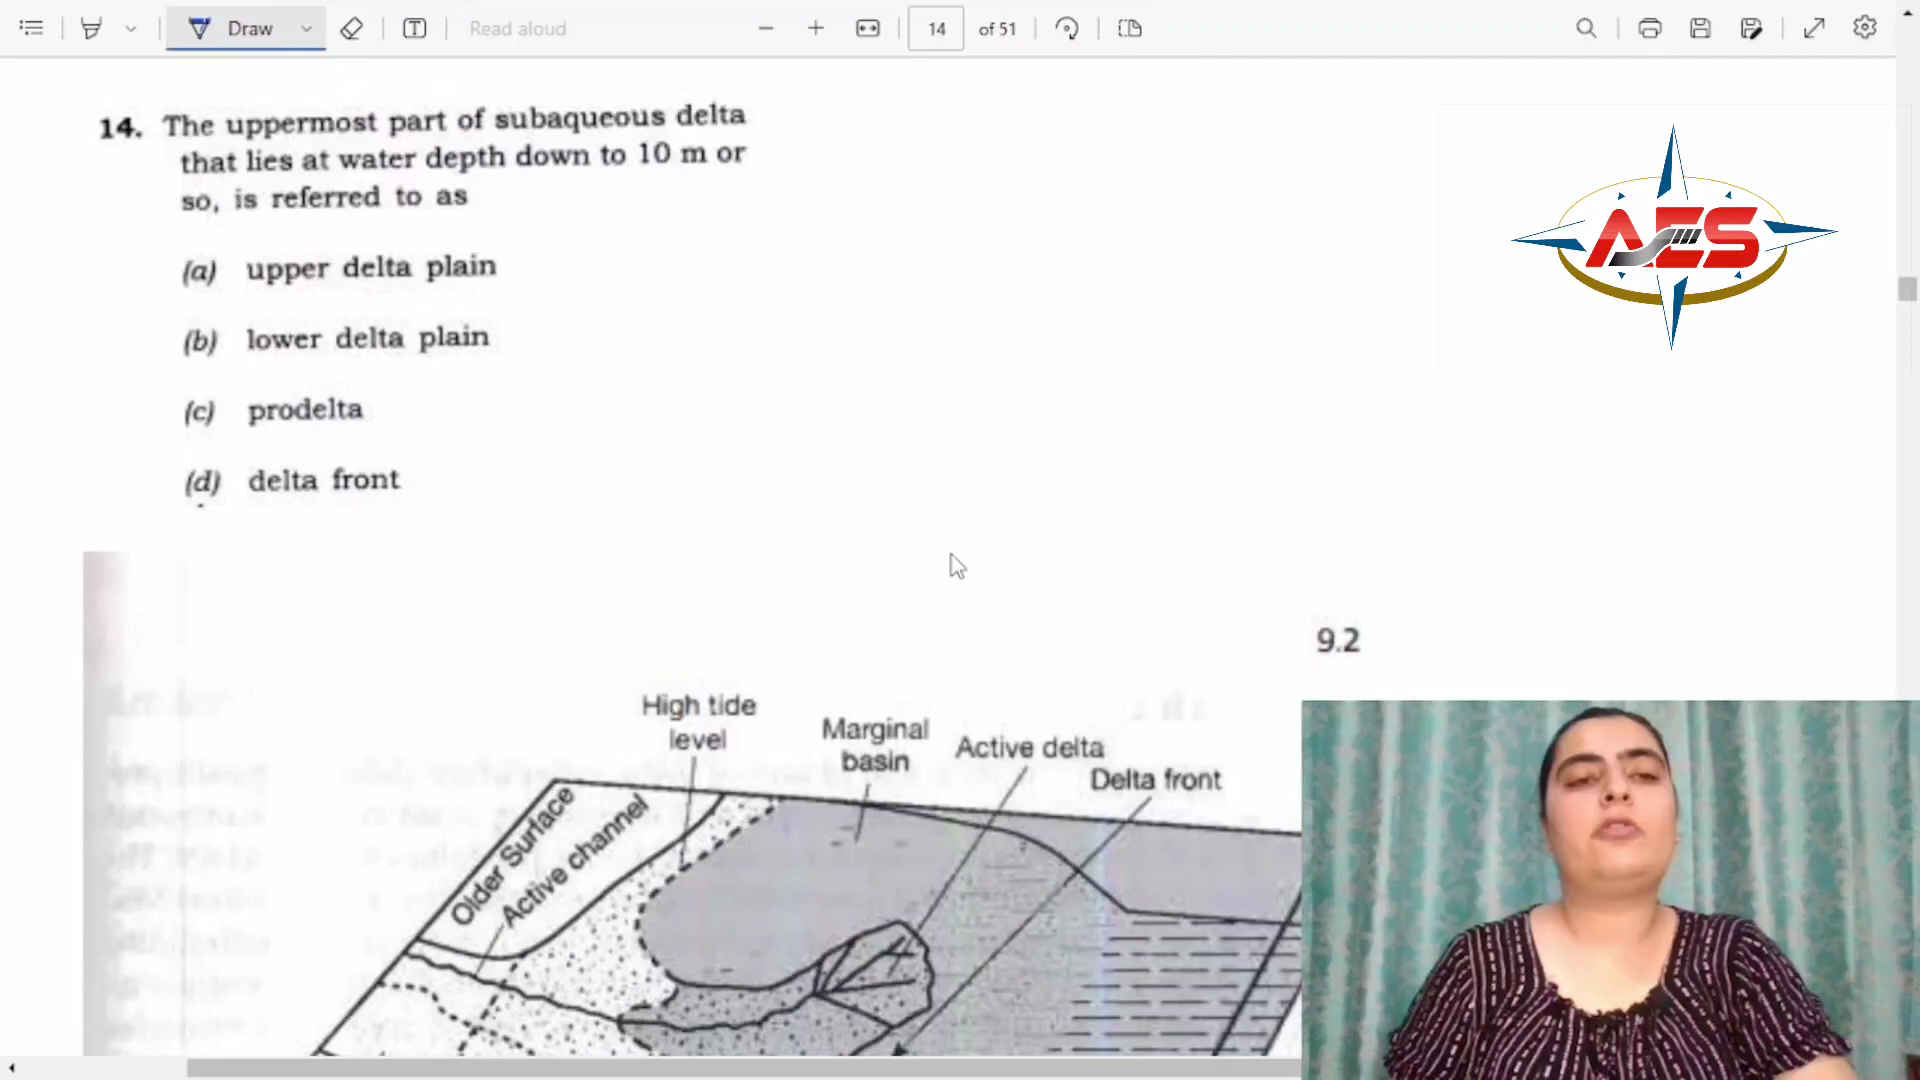 Draw
Read aloud
14
of 51
14. The uppermost part of subaqueous delta
that lies at water depth down to 10 m or
so, is referred to as
(a) upper delta plain
(b) lower delta plain
(c) prodelta
(d) delta front
AES
9.2
High tide
level
Marginal
basin
Active delta
Delta front
Older Surface
Active channel